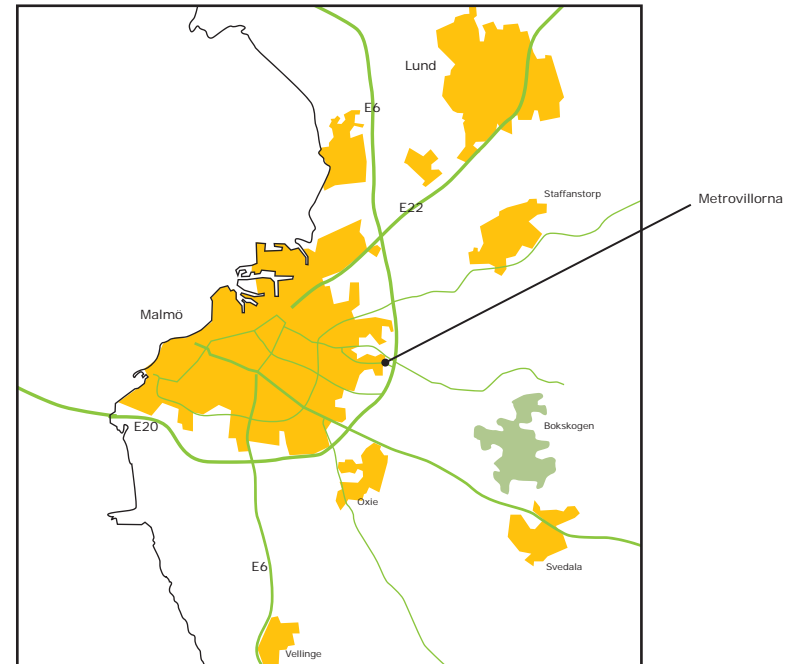 Lund
E6
Staffanstorp
Metrovillorna
E22
Malmö
E20
Bokskogen
Oxie
E6
Svedala
Vellinge